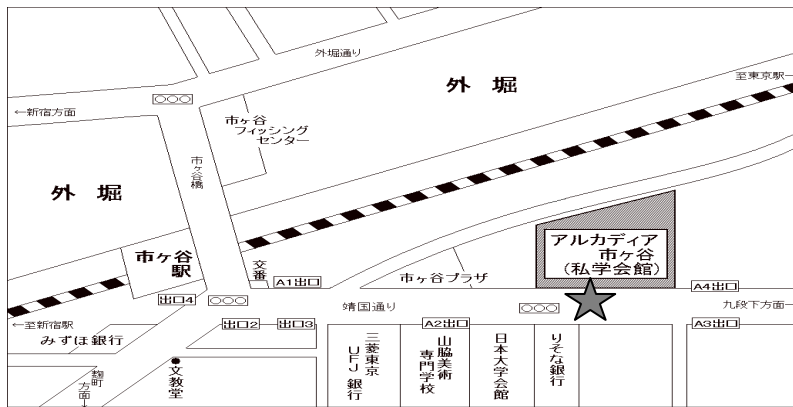 外堀通り
外　堀
至東京駅→
←新宿方面
市ヶ谷
フィッシング
センター
市ヶ谷橋
外　堀
アルカディア
市ヶ谷
(私学会館)
市ヶ谷
駅
交番
A1出口
市ヶ谷プラザ
A4出口
出口4
靖国通り
九段下方面→
←至新宿駅
出口2
出口3
A2出口
A3出口
みずほ銀行
三菱東京
UFJ銀行
山脇美術
専門学校
日本大学会館
りそな銀行
文教堂
麹町
方面→